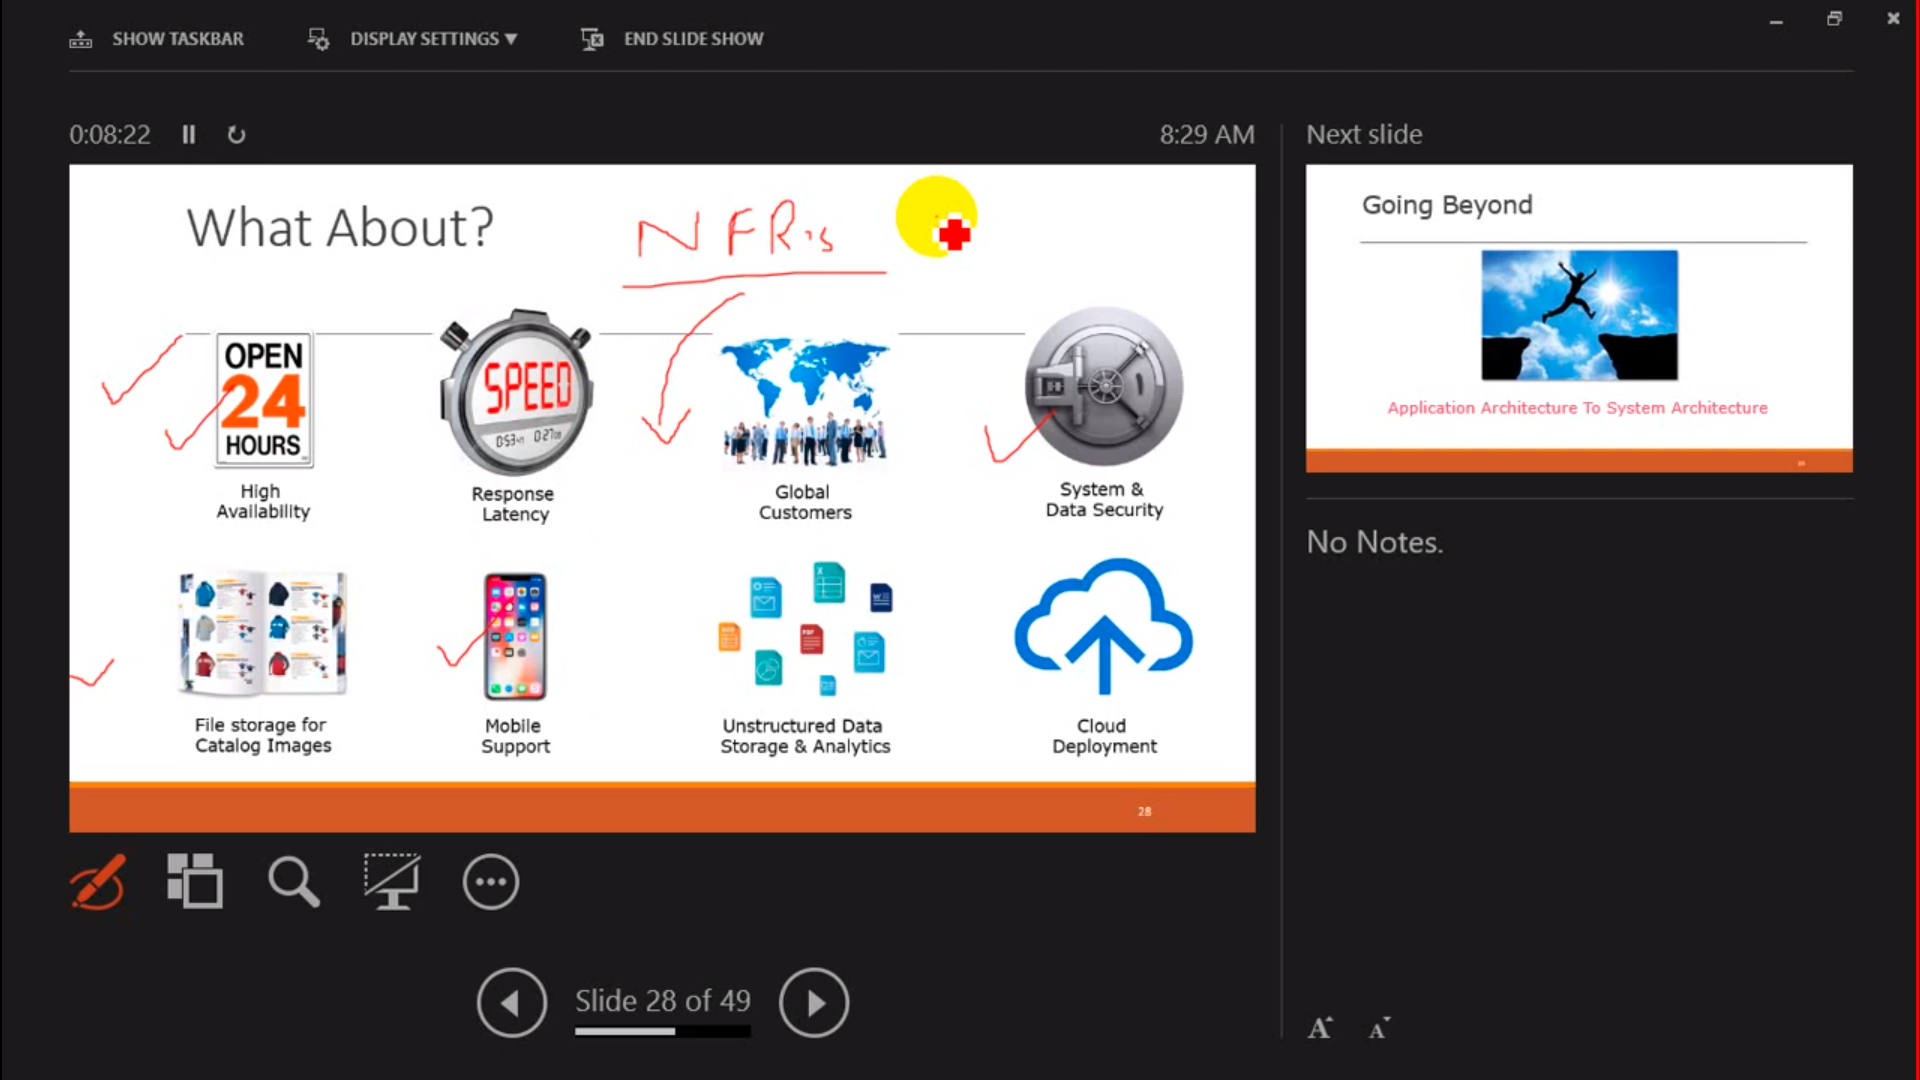 SHOW TASKBAR
DISPLAY SETTINGS ▼
END SLIDE SHOW
0:08:22
8:29 AM
Next slide
What About?
NFR's
OPEN
24
HOURS
SPEED
High
Availability
Response
Latency
Global
Customers
System &
Data Security
File storage for
Catalog Images
Mobile
Support
Unstructured Data
Storage & Analytics
Cloud
Deployment
28
Going Beyond
Application Architecture To System Architecture
No Notes.
Slide 28 of 49
A
A